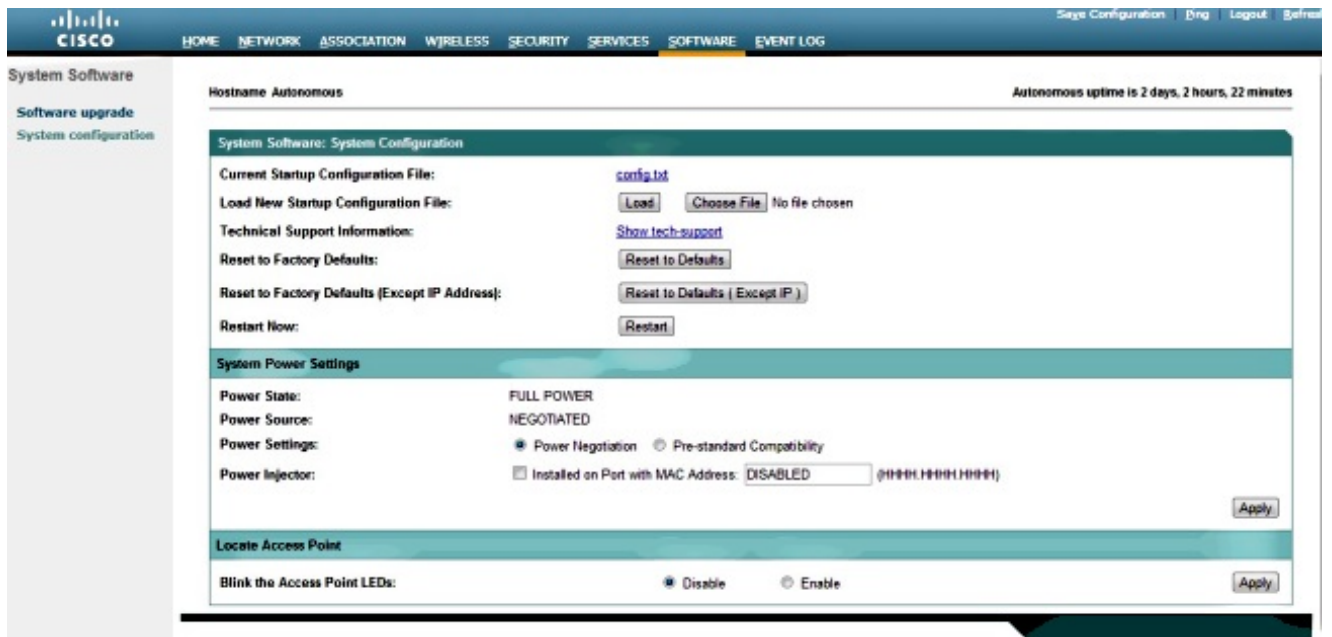 Save Configuration | Ping | Logout | Refresh
CISCO
HOME NETWORK ASSOCIATION WIRELESS SECURITY SERVICES SOFTWARE EVENT LOG
System Software
Software upgrade
System configuration
Hostname Autonomous
Autonomous uptime is 2 days, 2 hours, 22 minutes
System Software: System Configuration
Current Startup Configuration File: config.txt
Load New Startup Configuration File: Load Choose File No file chosen
Technical Support Information: Show tech-support
Reset to Factory Defaults: Reset to Defaults
Reset to Factory Defaults (Except IP Address): Reset to Defaults ( Except IP )
Restart Now: Restart
System Power Settings
Power State: FULL POWER
Power Source: NEGOTIATED
Power Settings: Power Negotiation Pre-standard Compatibility
Power Injector: Installed on Port with MAC Address: DISABLED (HHHH.HHHH.HHHH)
Apply
Locate Access Point
Blink the Access Point LEDs: Disable Enable Apply